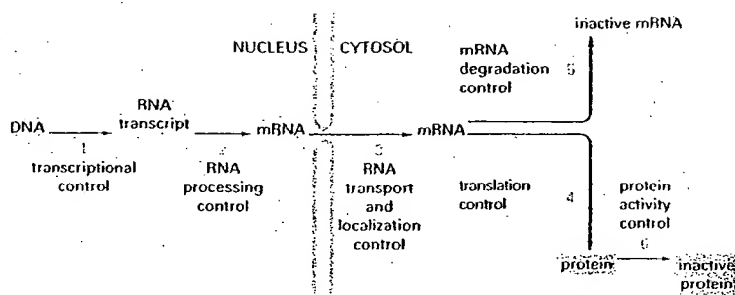 inactive mRNA
NUCLEUS CYTOSOL
mRNA
degradation
control
5
DNA
RNA
transcript
mRNA
mRNA
1
transcriptional
control
2
RNA
processing
control
3
RNA
transport
and
localization
control
translation
control
4
protein
activity
control
6
protein
inactive
protein